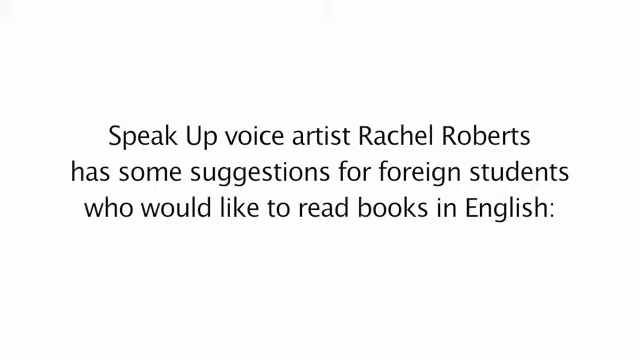 Speak Up voice artist Rachel Roberts
has some suggestions for foreign students
who would like to read books in English: